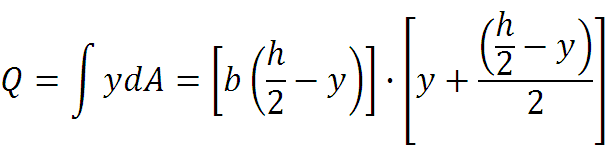 Q = ∫ ydA = [b(h/2 − y)] · [y + (h/2 − y)/2]